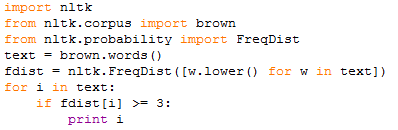 import nltk
from nltk.corpus import brown
from nltk.probability import FreqDist
text = brown.words()
fdist = nltk.FreqDist([w.lower() for w in text])
for i in text:
    if fdist[i] >= 3:
        print i